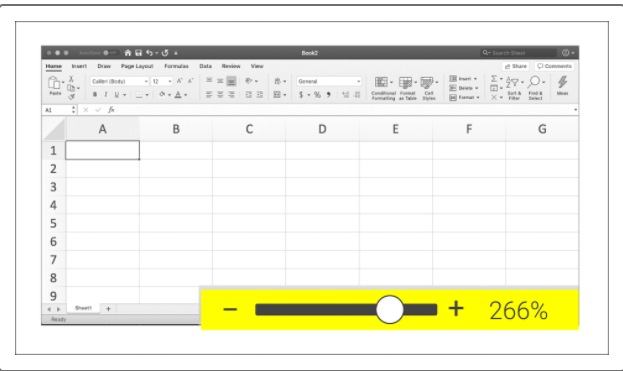 AutoSave Book2 Search Sheet
Home Insert Draw Page Layout Formulas Data Review View Share Comments
Paste Calibri (Body) 12 A^ A˅ General Insert Σ
B I U A $ % Conditional Formatting Format as Table Cell Styles Delete Format Sort & Filter Find & Select Ideas
A1 fx
A B C D E F G
1
2
3
4
5
6
7
8
9
Sheet1 +
Ready − + 266%